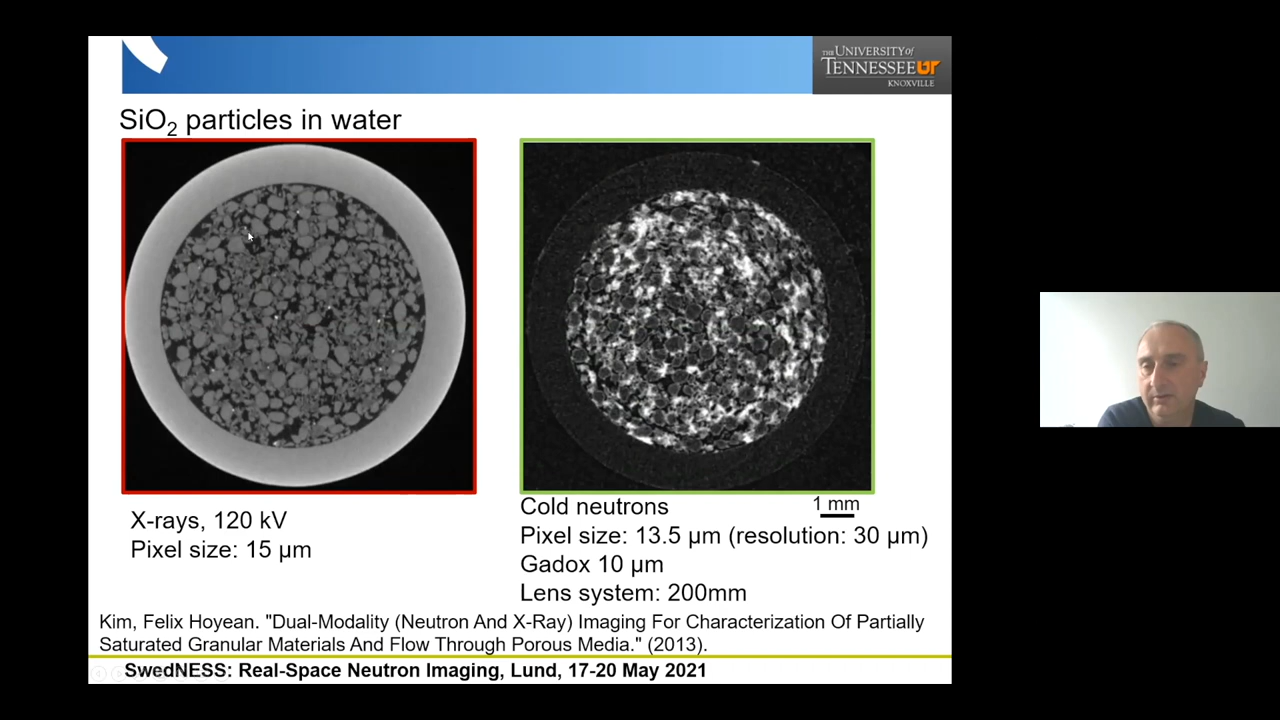 THE UNIVERSITY of
TENNESSEE UT
KNOXVILLE
SiO₂ particles in water
X-rays, 120 kV
Pixel size: 15 µm
Cold neutrons
1 mm
Pixel size: 13.5 µm (resolution: 30 µm)
Gadox 10 µm
Lens system: 200mm
Kim, Felix Hoyean. "Dual-Modality (Neutron And X-Ray) Imaging For Characterization Of Partially
Saturated Granular Materials And Flow Through Porous Media." (2013).
SwedNESS: Real-Space Neutron Imaging, Lund, 17-20 May 2021